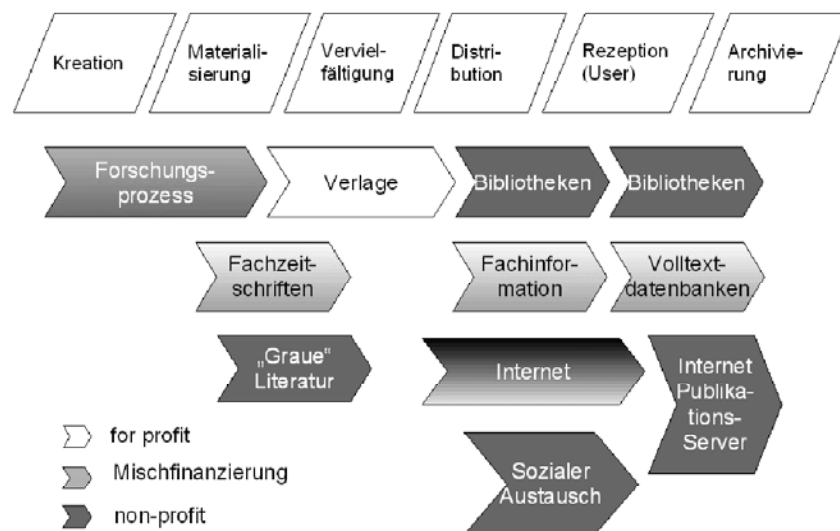 Kreation
Materiali-
sierung
Verviel-
fältigung
Distri-
bution
Rezeption
(User)
Archivie-
rung
Forschungs-
prozess
Verlage
Bibliotheken
Bibliotheken
Fachzeit-
schriften
Fachinfor-
mation
Volltext-
datenbanken
„Graue“
Literatur
Internet
Internet
Publika-
tions-
Server
Sozialer
Austausch
for profit
Mischfinanzierung
non-profit